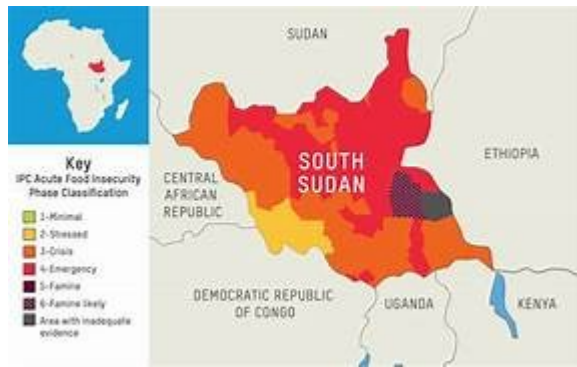 SUDAN
SOUTH
SUDAN
ETHIOPIA
CENTRAL
AFRICAN
REPUBLIC
DEMOCRATIC REPUBLIC
OF CONGO
UGANDA
KENYA
Key
IPC Acute Food Insecurity
Phase Classification
1-Minimal
2-Stressed
3-Crisis
4-Emergency
5-Famine
6-Famine likely
Area with inadequate
evidence